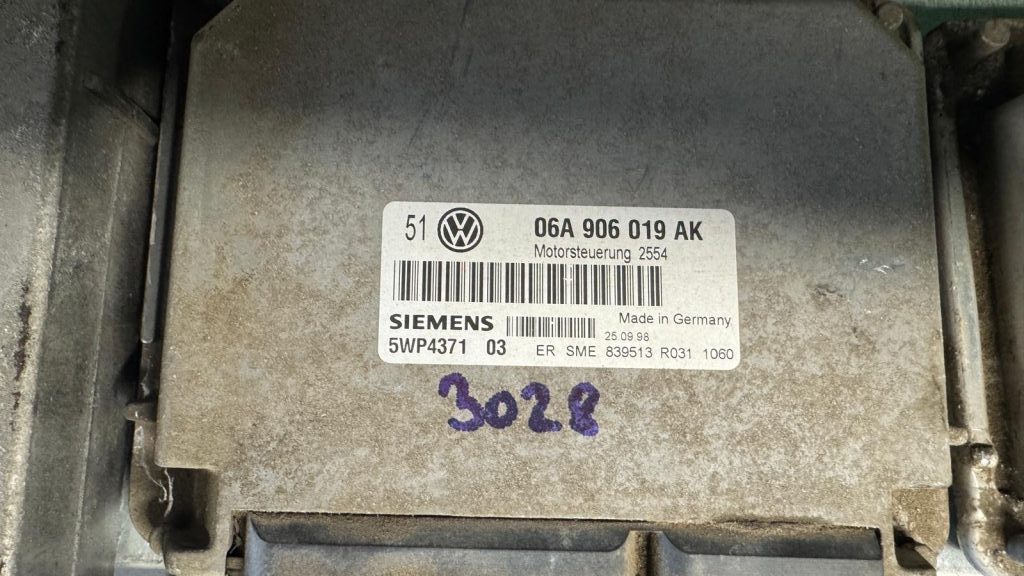 51 VW 06A 906 019 AK
Motorsteuerung 2554
SIEMENS Made in Germany
25 09 98
5WP4371 03 ER SME 839513 R031 1060
3028